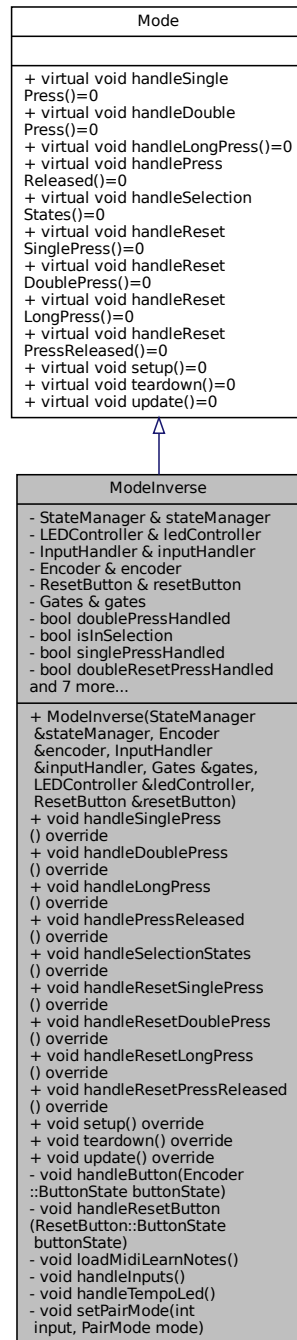 Mode
+ virtual void handleSingle
Press()=0
+ virtual void handleDouble
Press()=0
+ virtual void handleLongPress()=0
+ virtual void handlePress
Released()=0
+ virtual void handleSelection
States()=0
+ virtual void handleReset
SinglePress()=0
+ virtual void handleReset
DoublePress()=0
+ virtual void handleReset
LongPress()=0
+ virtual void handleReset
PressReleased()=0
+ virtual void setup()=0
+ virtual void teardown()=0
+ virtual void update()=0
ModeInverse
- StateManager & stateManager
- LEDController & ledController
- InputHandler & inputHandler
- Encoder & encoder
- ResetButton & resetButton
- Gates & gates
- bool doublePressHandled
- bool isInSelection
- bool singlePressHandled
- bool doubleResetPressHandled
and 7 more...
+ ModeInverse(StateManager
&stateManager, Encoder
&encoder, InputHandler
&inputHandler, Gates &gates,
LEDController &ledController,
ResetButton &resetButton)
+ void handleSinglePress
() override
+ void handleDoublePress
() override
+ void handleLongPress
() override
+ void handlePressReleased
() override
+ void handleSelectionStates
() override
+ void handleResetSinglePress
() override
+ void handleResetDoublePress
() override
+ void handleResetLongPress
() override
+ void handleResetPressReleased
() override
+ void setup() override
+ void teardown() override
+ void update() override
- void handleButton(Encoder
::ButtonState buttonState)
- void handleResetButton
(ResetButton::ButtonState
buttonState)
- void loadMidiLearnNotes()
- void handleInputs()
- void handleTempoLed()
- void setPairMode(int
input, PairMode mode)